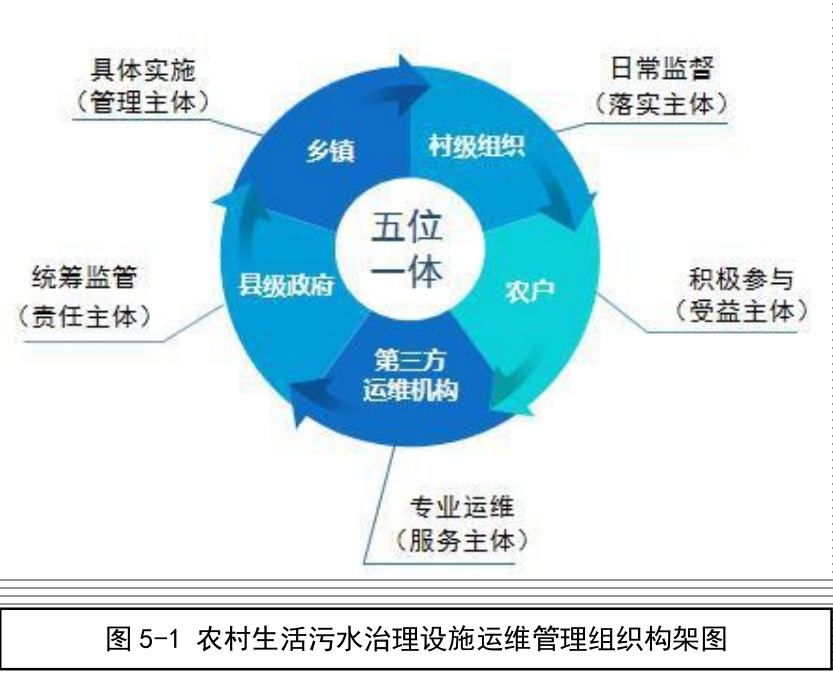 具体实施
（管理主体）
日常监督
（落实主体）
乡镇
村级组织
五位
一体
统筹监管
（责任主体）
县级政府
农户
积极参与
（受益主体）
第三方
运维机构
专业运维
（服务主体）
图 5-1 农村生活污水治理设施运维管理组织构架图